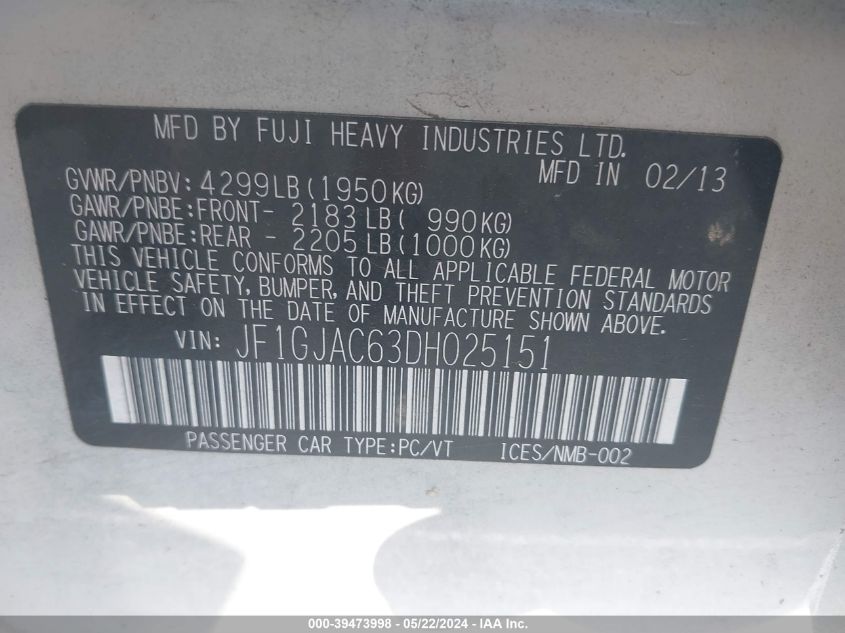 MFD BY FUJI HEAVY INDUSTRIES LTD.
MFD IN 02/13
GVWR/PNBV: 4299LB(1950KG)
GAWR/PNBE:FRONT- 2183LB( 990KG)
GAWR/PNBE:REAR - 2205LB(1000KG)
THIS VEHICLE CONFORMS TO ALL APPLICABLE FEDERAL MOTOR
VEHICLE SAFETY, BUMPER, AND THEFT PREVENTION STANDARDS
IN EFFECT ON THE DATE OF MANUFACTURE SHOWN ABOVE.
VIN: JF1GJAC63DH025151
PASSENGER CAR TYPE:PC/VT ICES/NMB-002
000-39473998 - 05/22/2024 - IAA Inc.